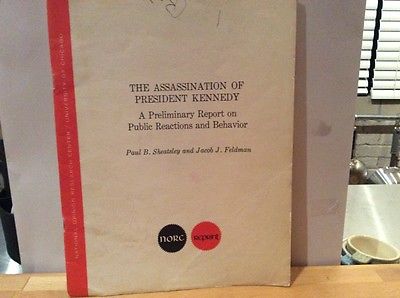 THE ASSASSINATION OF
PRESIDENT KENNEDY
A Preliminary Report on
Public Reactions and Behavior
Paul B. Sheatsley and Jacob J. Feldman
norc
reprint
NATIONAL OPINION RESEARCH CENTER / UNIVERSITY OF CHICAGO